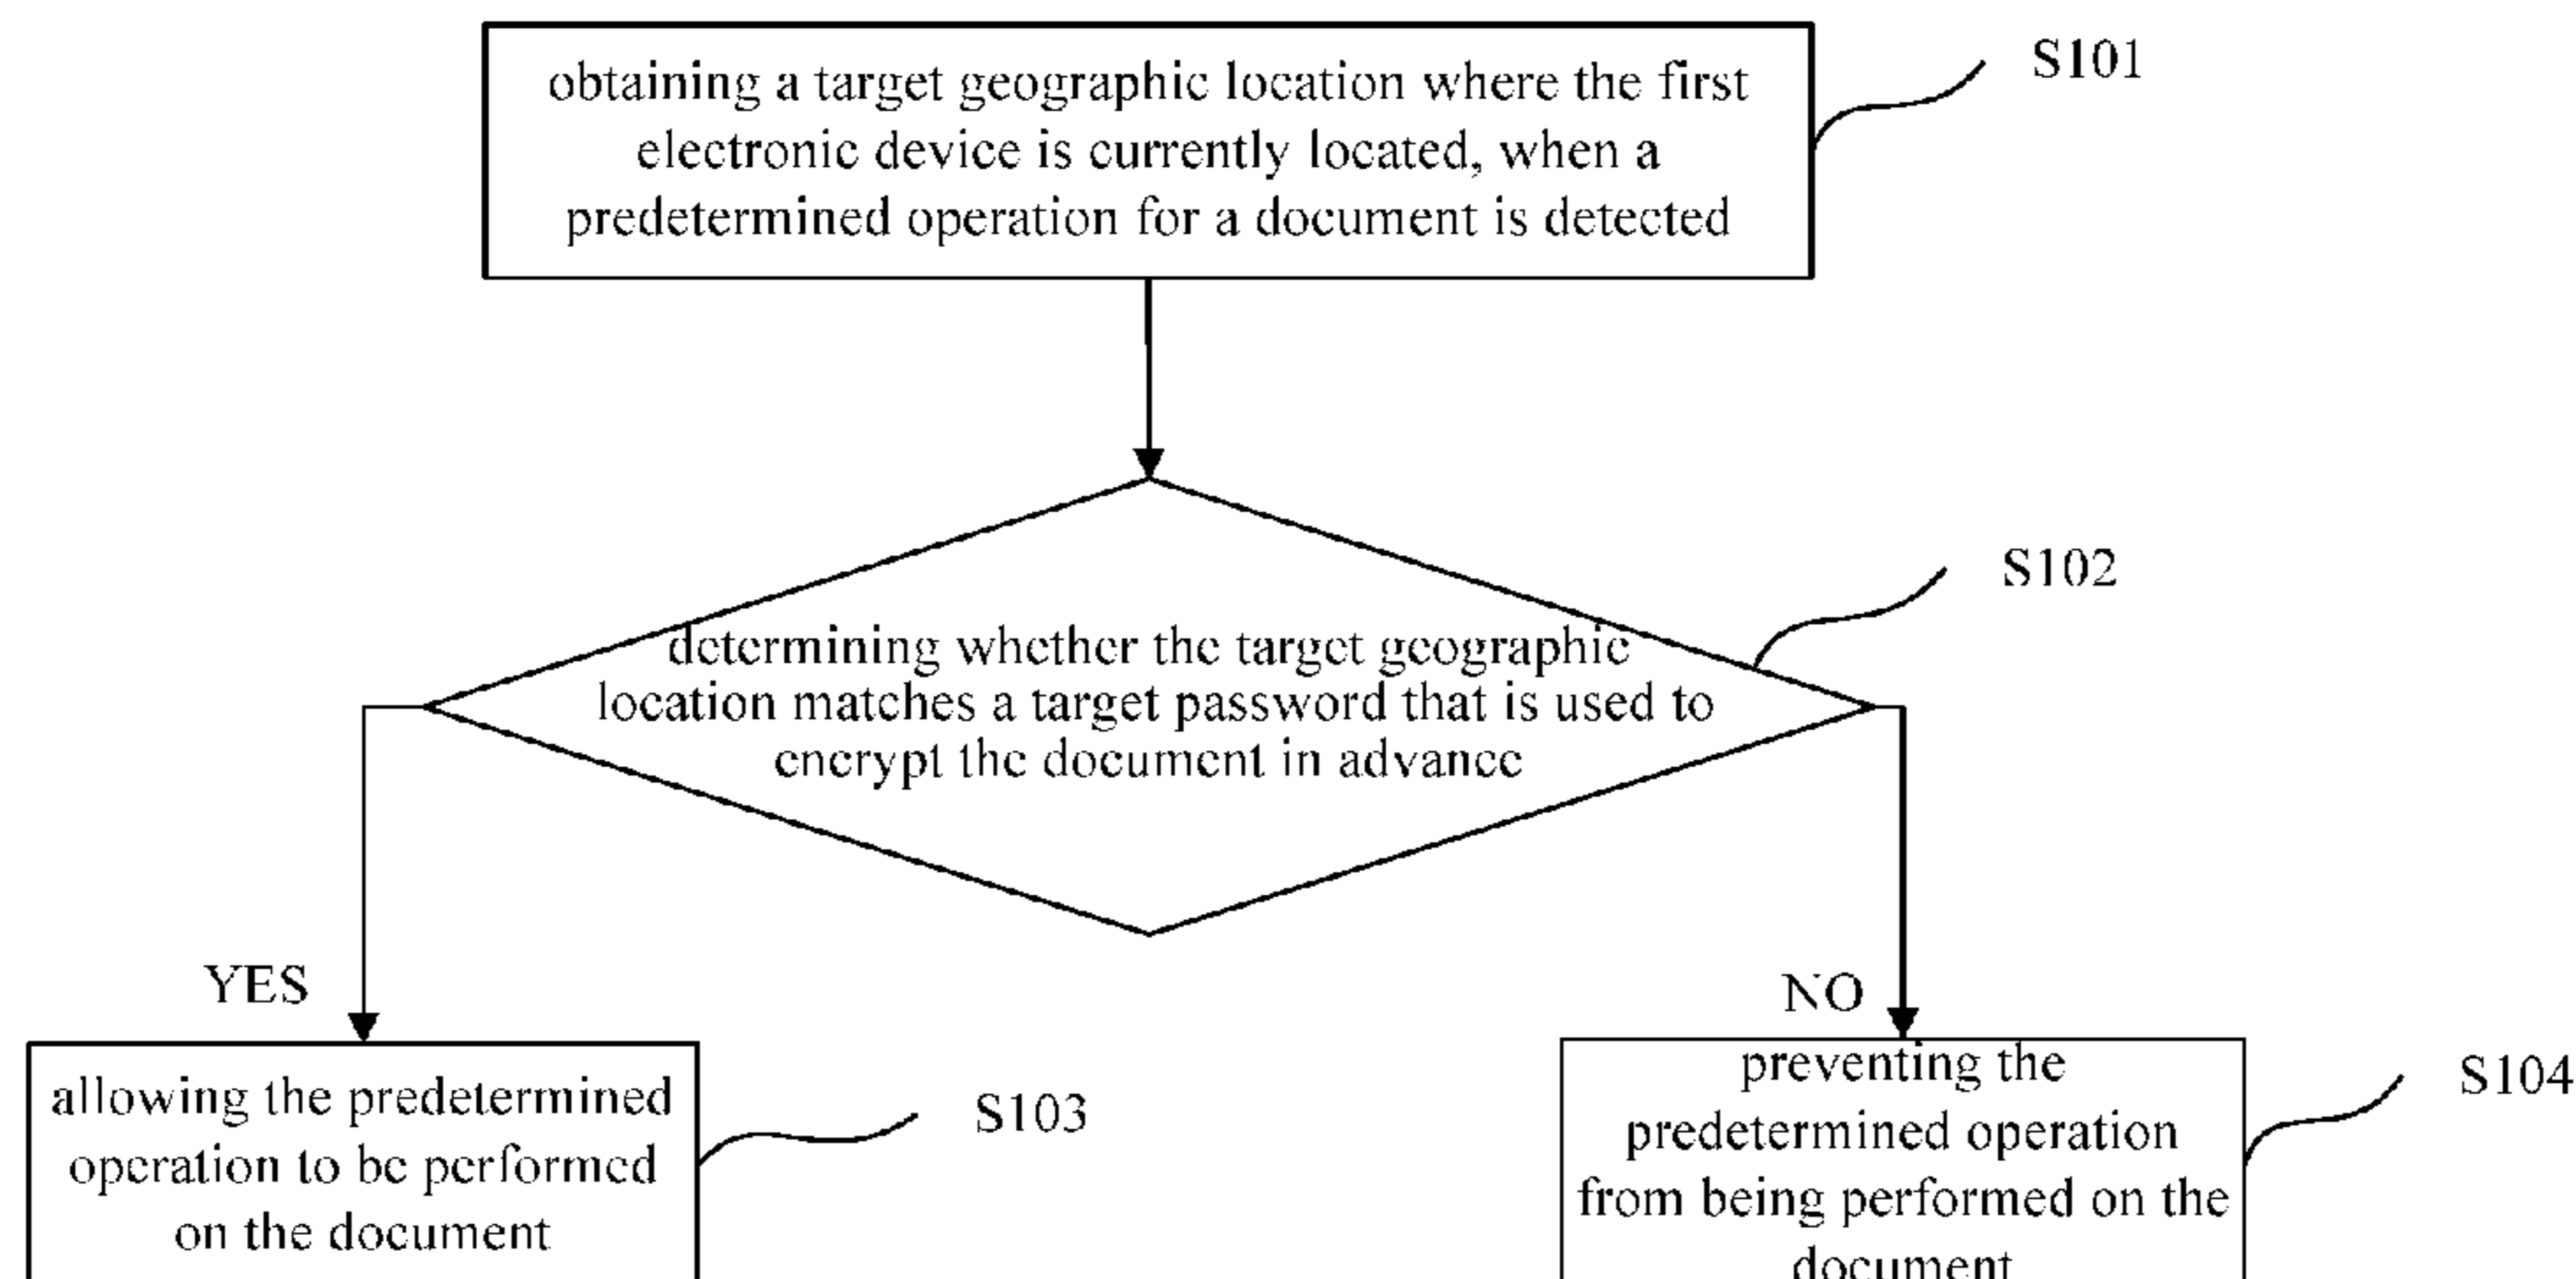 obtaining a target geographic location where the first
electronic device is currently located, when a
predetermined operation for a document is detected
S101
determining whether the target geographic
location matches a target password that is used to
encrypt the document in advance
S102
YES
NO
allowing the predetermined
operation to be performed
on the document
S103
preventing the
predetermined operation
from being performed on the
document
S104